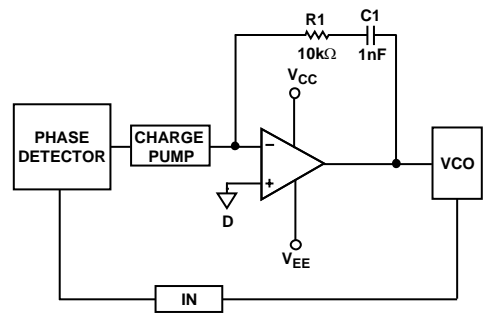 R1
10kΩ
C1
1nF
VCC
PHASE
DETECTOR
CHARGE
PUMP
−
+
D
VEE
VCO
IN